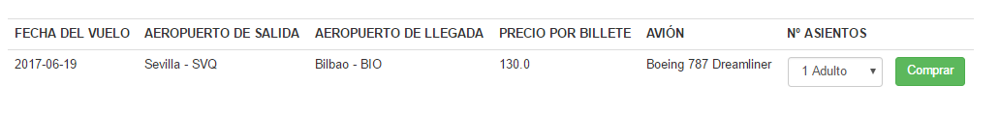 FECHA DEL VUELO AEROPUERTO DE SALIDA AEROPUERTO DE LLEGADA PRECIO POR BILLETE AVIÓN Nº ASIENTOS
2017-06-19 Sevilla - SVQ Bilbao - BIO 130.0 Boeing 787 Dreamliner 1 Adulto Comprar